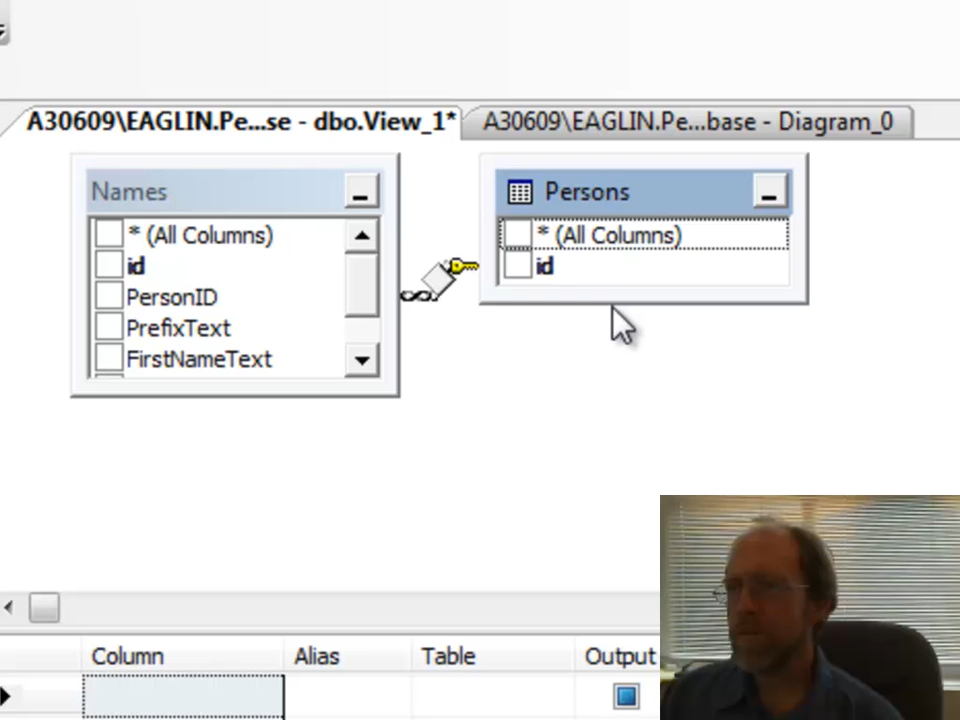 A30609\EAGLIN.Pe...se - dbo.View_1*
A30609\EAGLIN.Pe...base - Diagram_0
Names
* (All Columns)
id
PersonID
PrefixText
FirstNameText
Persons
* (All Columns)
id
Column Alias Table Output